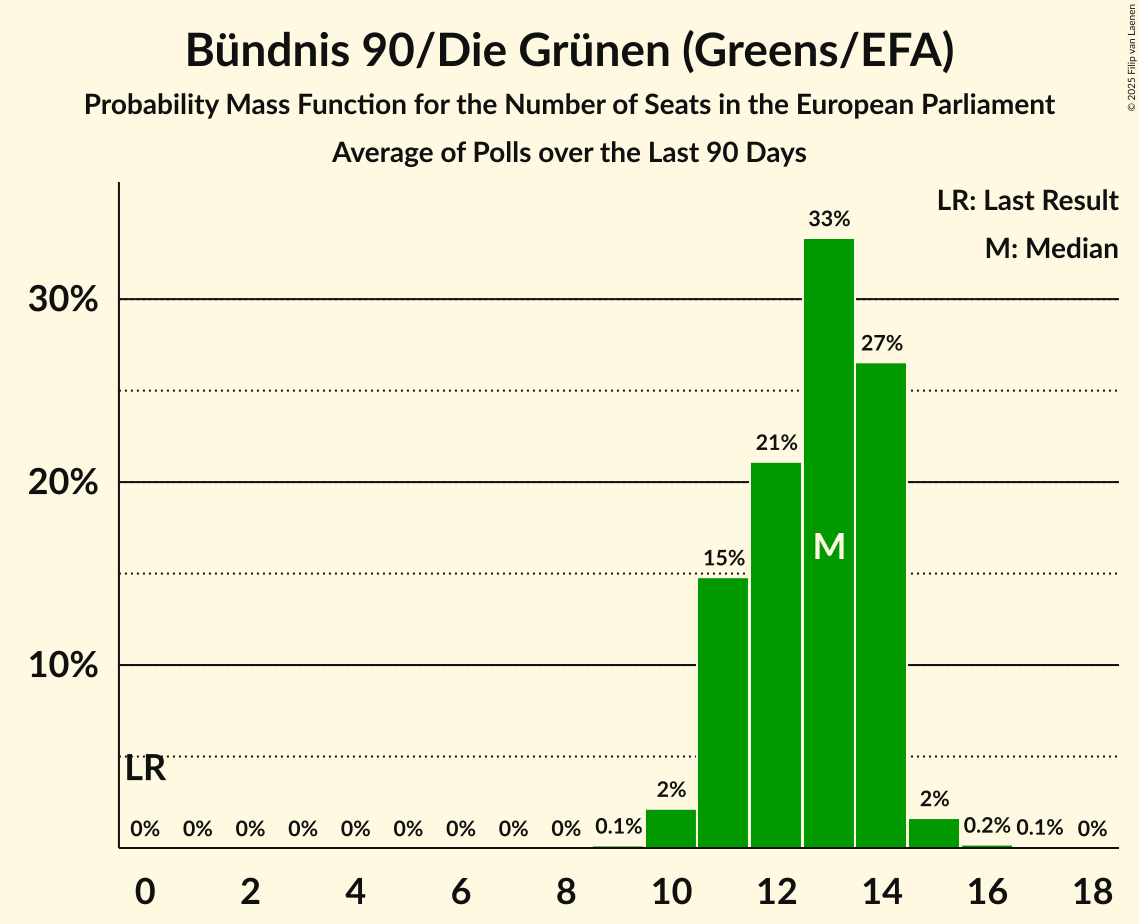 Bündnis 90/Die Grünen (Greens/EFA)
Probability Mass Function for the Number of Seats in the European Parliament
Average of Polls over the Last 90 Days
© 2025 Filip van Laenen
LR: Last Result
M: Median
33%
30%
27%
21%
20%
M
15%
10%
LR
0% 0% 0% 0% 0% 0% 0% 0% 0% 0.1% 2% 2% 0.2% 0.1% 0%
0 2 4 6 8 10 12 14 16 18